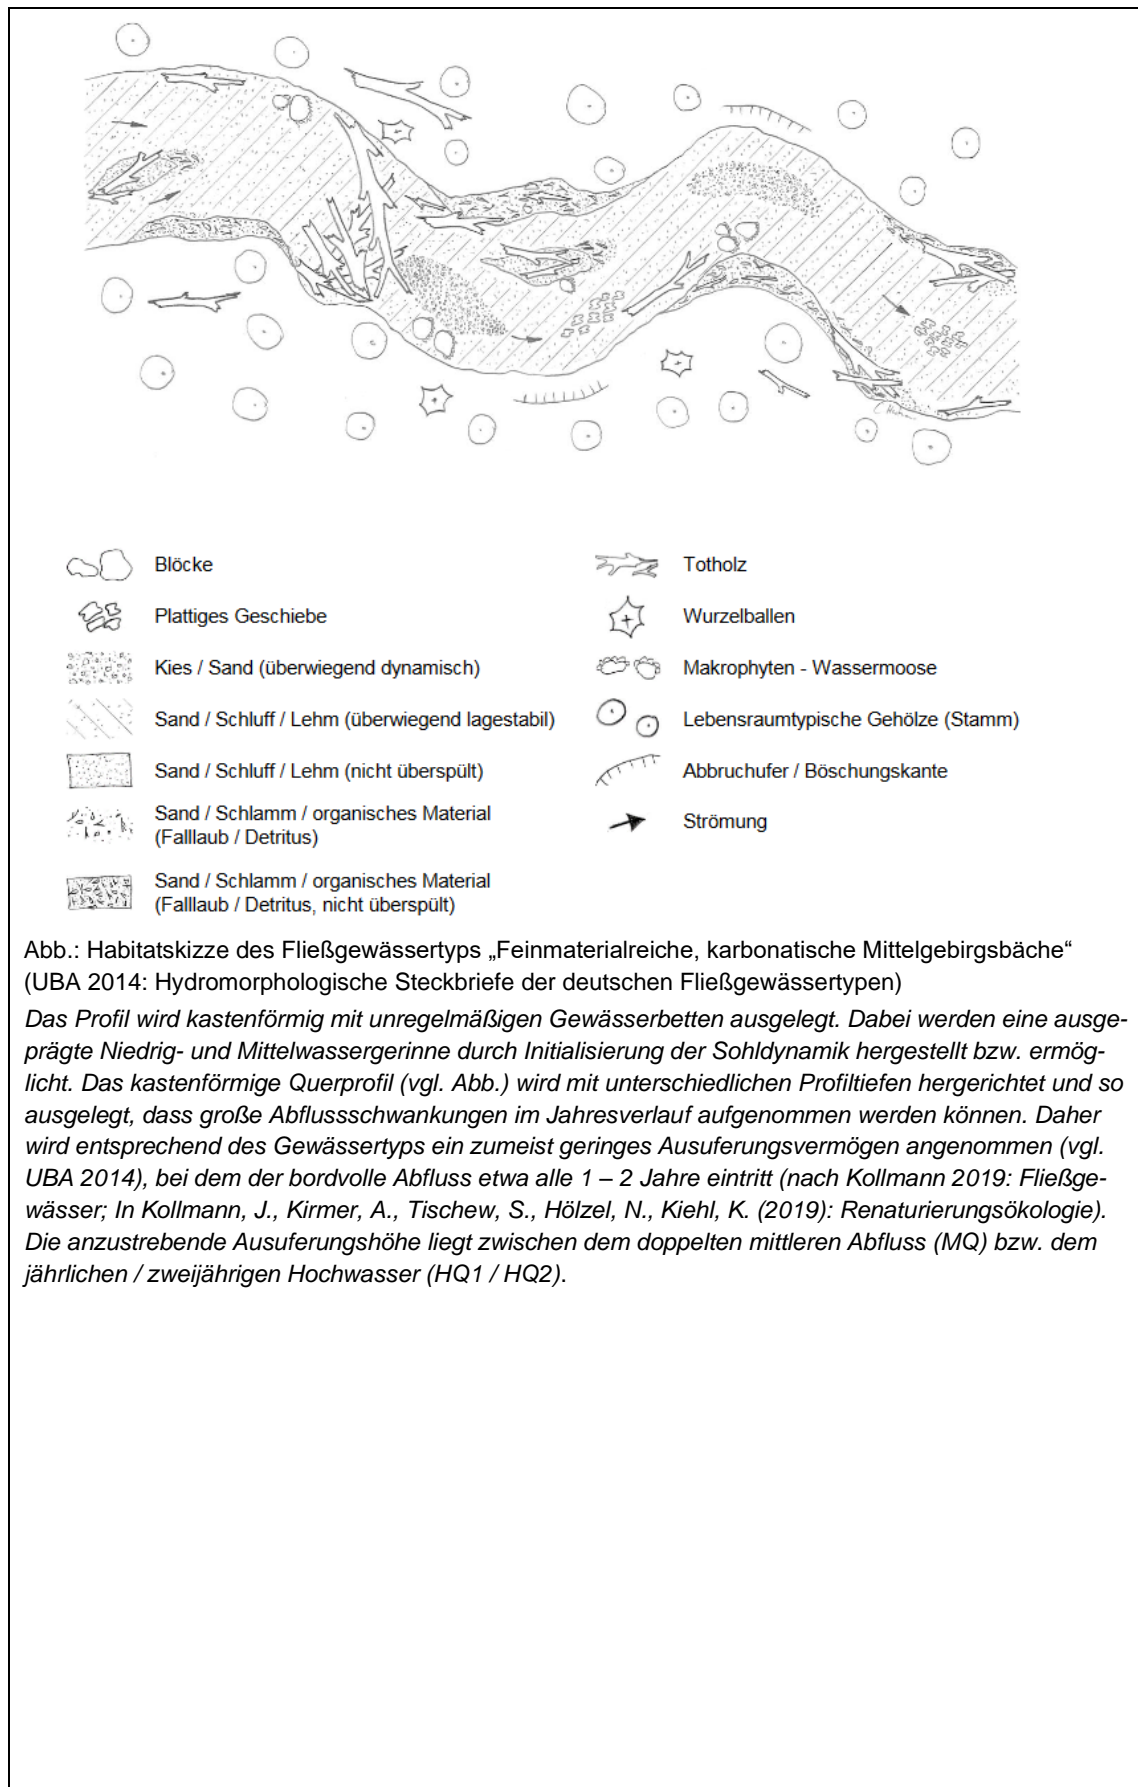 Blöcke
Plattiges Geschiebe
Kies / Sand (überwiegend dynamisch)
Sand / Schluff / Lehm (überwiegend lagestabil)
Sand / Schluff / Lehm (nicht überspült)
Sand / Schlamm / organisches Material
(Falllaub / Detritus)
Sand / Schlamm / organisches Material
(Falllaub / Detritus, nicht überspült)
Totholz
Wurzelballen
Makrophyten - Wassermoose
Lebensraumtypische Gehölze (Stamm)
Abbruchufer / Böschungskante
Strömung
Abb.: Habitatskizze des Fließgewässertyps „Feinmaterialreiche, karbonatische Mittelgebirgsbäche“
(UBA 2014: Hydromorphologische Steckbriefe der deutschen Fließgewässertypen)
Das Profil wird kastenförmig mit unregelmäßigen Gewässerbetten ausgelegt. Dabei werden eine ausge-
prägte Niedrig- und Mittelwassergerinne durch Initialisierung der Sohldynamik hergestellt bzw. ermög-
licht. Das kastenförmige Querprofil (vgl. Abb.) wird mit unterschiedlichen Profiltiefen hergerichtet und so
ausgelegt, dass große Abflussschwankungen im Jahresverlauf aufgenommen werden können. Daher
wird entsprechend des Gewässertyps ein zumeist geringes Ausuferungsvermögen angenommen (vgl.
UBA 2014), bei dem der bordvolle Abfluss etwa alle 1 – 2 Jahre eintritt (nach Kollmann 2019: Fließge-
wässer; In Kollmann, J., Kirmer, A., Tischew, S., Hölzel, N., Kiehl, K. (2019): Renaturierungsökologie).
Die anzustrebende Ausuferungshöhe liegt zwischen dem doppelten mittleren Abfluss (MQ) bzw. dem
jährlichen / zweijährigen Hochwasser (HQ1 / HQ2).